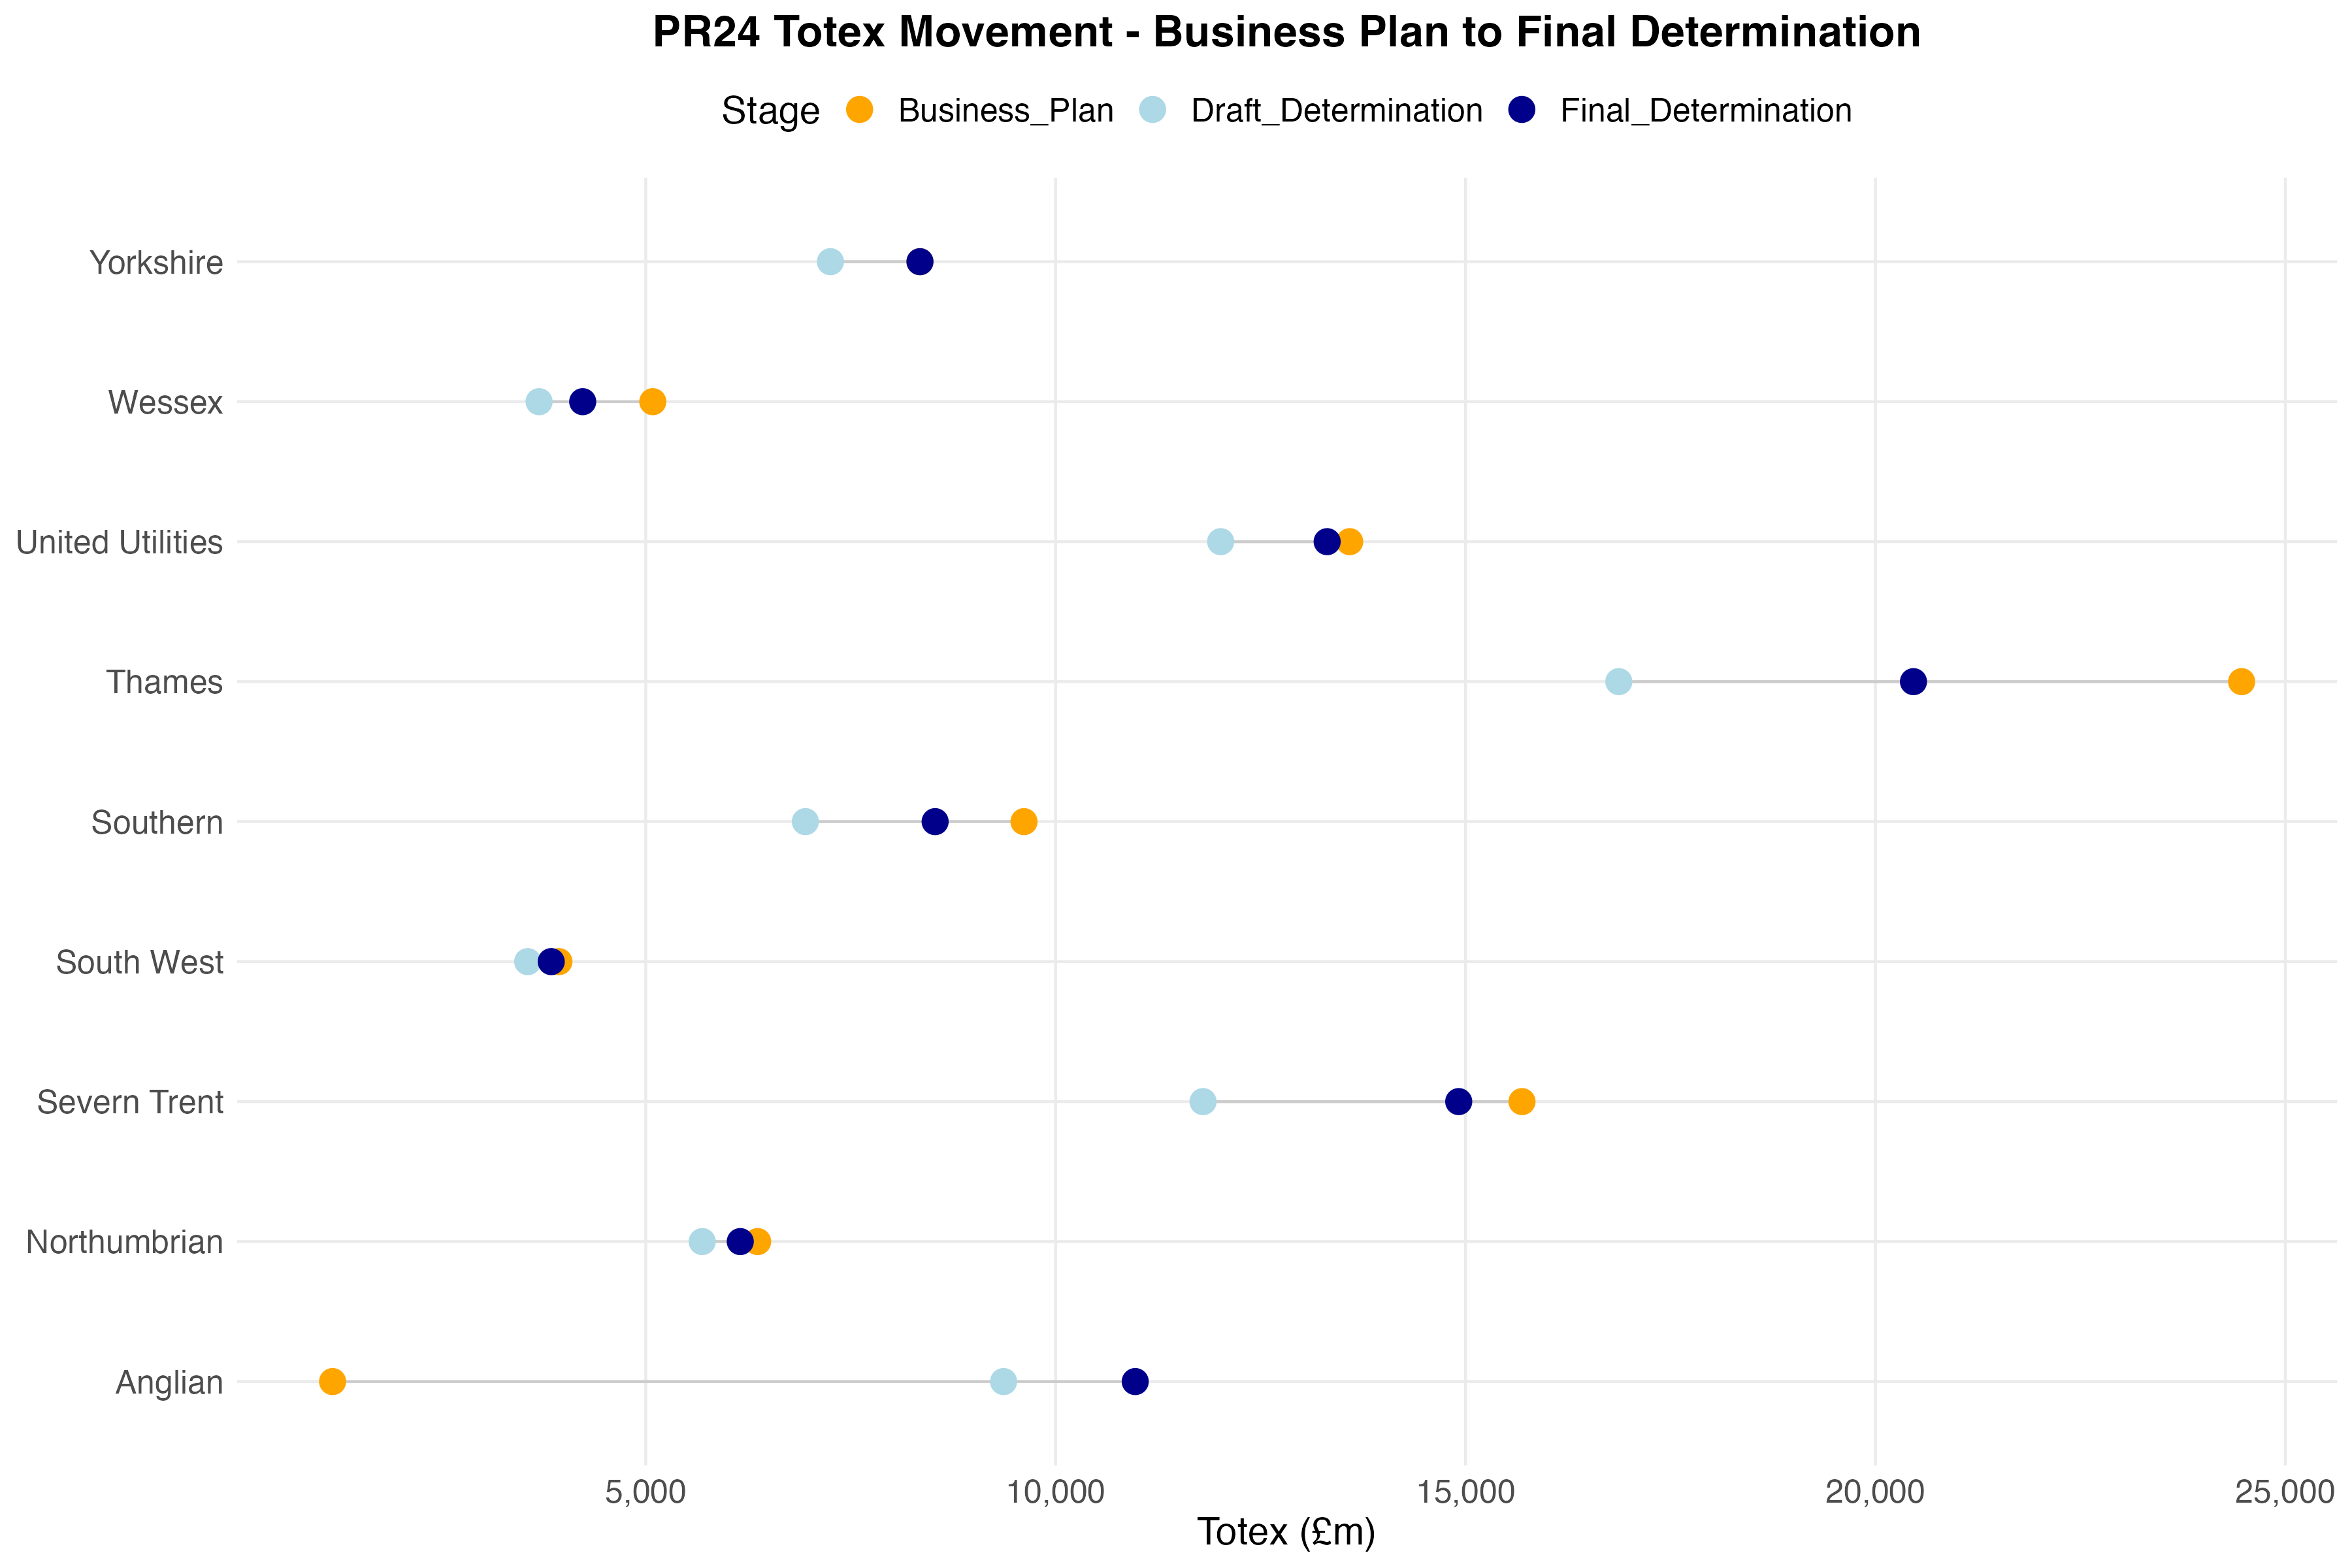 PR24 Totex Movement - Business Plan to Final Determination
Stage Business_Plan Draft_Determination Final_Determination
Yorkshire
Wessex
United Utilities
Thames
Southern
South West
Severn Trent
Northumbrian
Anglian
5,000 10,000 15,000 20,000 25,000
Totex (£m)